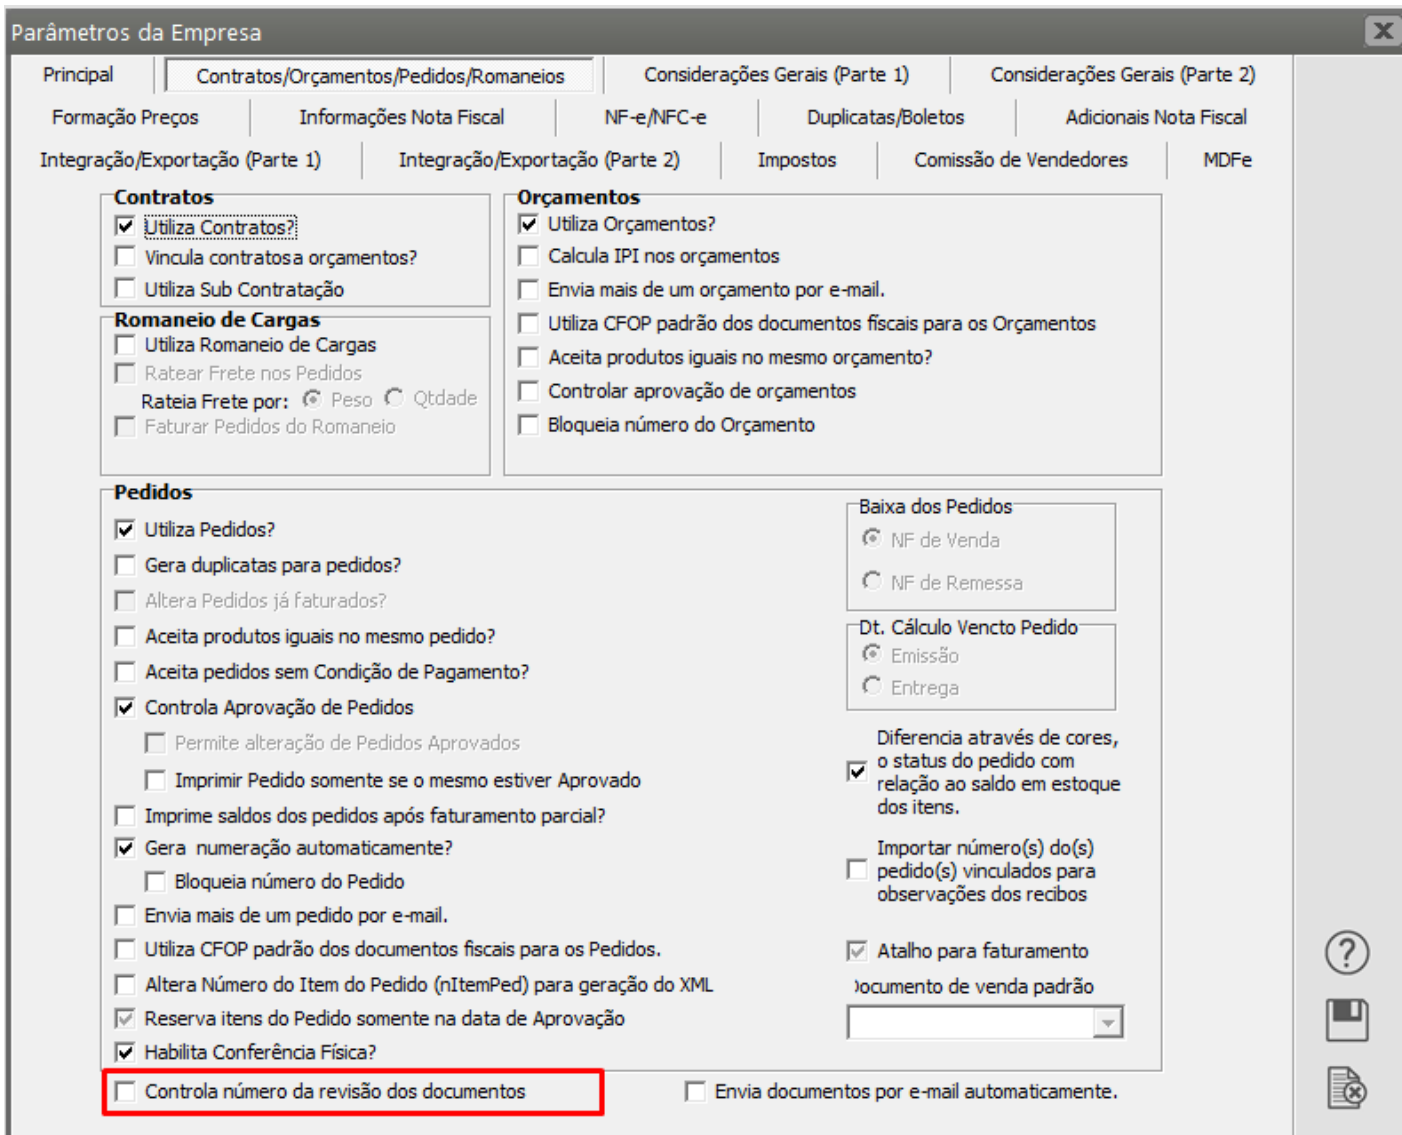 Parâmetros da Empresa
Principal
Contratos/Orçamentos/Pedidos/Romaneios
Considerações Gerais (Parte 1)
Considerações Gerais (Parte 2)
Formação Preços
Informações Nota Fiscal
NF-e/NFC-e
Duplicatas/Boletos
Adicionais Nota Fiscal
Integração/Exportação (Parte 1)
Integração/Exportação (Parte 2)
Impostos
Comissão de Vendedores
MDFe
Contratos
Utiliza Contratos?
Vincula contratos a orçamentos?
Utiliza Sub Contratação
Romaneio de Cargas
Utiliza Romaneio de Cargas
Ratear Frete nos Pedidos
Rateia Frete por: Peso Qtdade
Faturar Pedidos do Romaneio
Orçamentos
Utiliza Orçamentos?
Calcula IPI nos orçamentos
Envia mais de um orçamento por e-mail.
Utiliza CFOP padrão dos documentos físcais para os Orçamentos
Aceita produtos iguais no mesmo orçamento?
Controlar aprovação de orçamentos
Bloqueia número do Orçamento
Pedidos
Utiliza Pedidos?
Gera duplicatas para pedidos?
Altera Pedidos já faturados?
Aceita produtos iguais no mesmo pedido?
Aceita pedidos sem Condição de Pagamento?
Controla Aprovação de Pedidos
Permite alteração de Pedidos Aprovados
Imprimir Pedido somente se o mesmo estiver Aprovado
Imprime saldos dos pedidos após faturamento parcial?
Gera numeração automaticamente?
Bloqueia número do Pedido
Envia mais de um pedido por e-mail.
Utiliza CFOP padrão dos documentos fiscais para os Pedidos.
Altera Número do Item do Pedido (nItemPed) para geração do XML
Reserva itens do Pedido somente na data de Aprovação
Habilita Conferência Física?
Baixa dos Pedidos
NF de Venda
NF de Remessa
Dt. Cálculo Vencto Pedido
Emissão
Entrega
Diferencia através de cores,
o status do pedido com
relação ao saldo em estoque
dos itens.
Importar número(s) do(s)
pedido(s) vinculados para
observações dos recibos
Atalho para faturamento
Documento de venda padrão
Controla número da revisão dos documentos
Envia documentos por e-mail automaticamente.